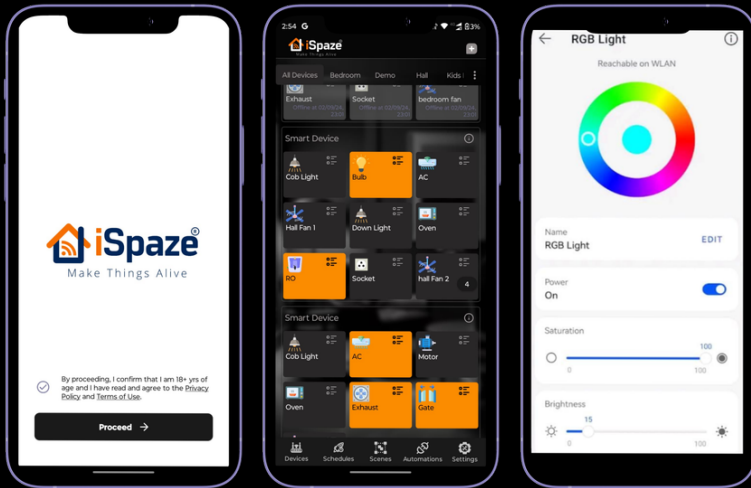 iSpaze®
Make Things Alive
By proceeding, I confirm that I am 18+ yrs of
age and I have read and agree to the Privacy
Policy and Terms of Use.
Proceed →
2:54 G 83%
iSpaze
Make Things Alive
All Devices Bedroom Demo Hall Kids
Exhaust Socket bedroom fan
Smart Device
Cob Light Bulb AC
Hall Fan 1 Down Light Oven
RO Socket hall Fan 2 4
Smart Device
Cob Light AC Motor
Oven Exhaust Gate
Devices Schedules Scenes Automations Settings
RGB Light
Reachable on WLAN
Name
RGB Light EDIT
Power
On
Saturation
100
0 100
Brightness
15
0 100